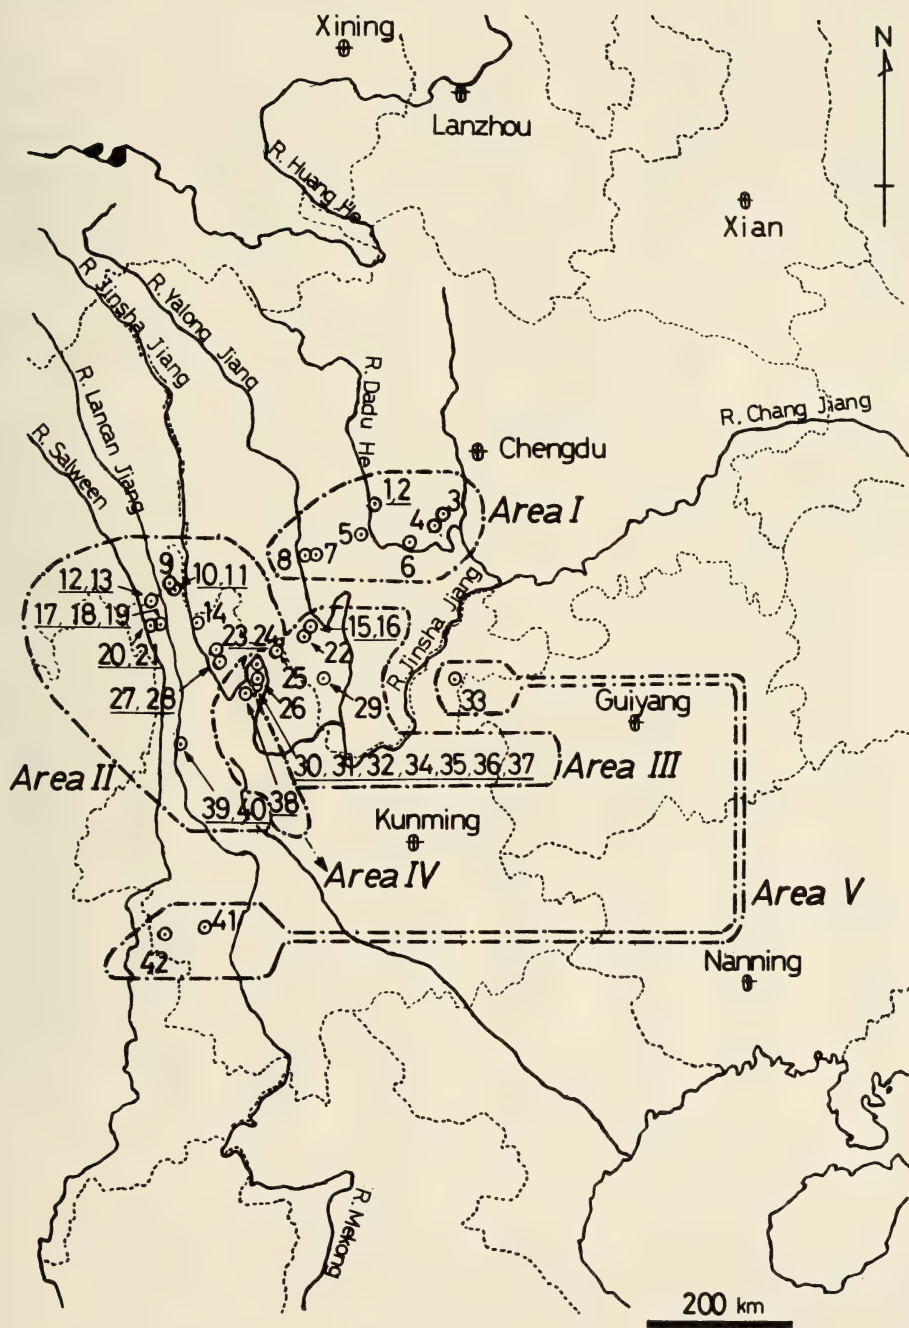 Xining
N
Lanzhou
R. Huang He
Xian
R. Jinsha Jiang
R. Yalong Jiang
R. Lancan Jiang
R. Dadu He
R. Salween
R. Chang Jiang
Chengdu
1,2
3
4
Area I
5
6
7
8
9
10,11
12,13
14
17, 18, 19
15,16
R. Jinsha Jiang
20, 21
23, 24
22
25
33
27, 28
26
29
Guiyang
30, 31, 32, 34, 35, 36, 37
Area III
Area II
39, 40
38
Kunming
Area IV
Area V
41
42
Nanning
R. Mekong
200 km